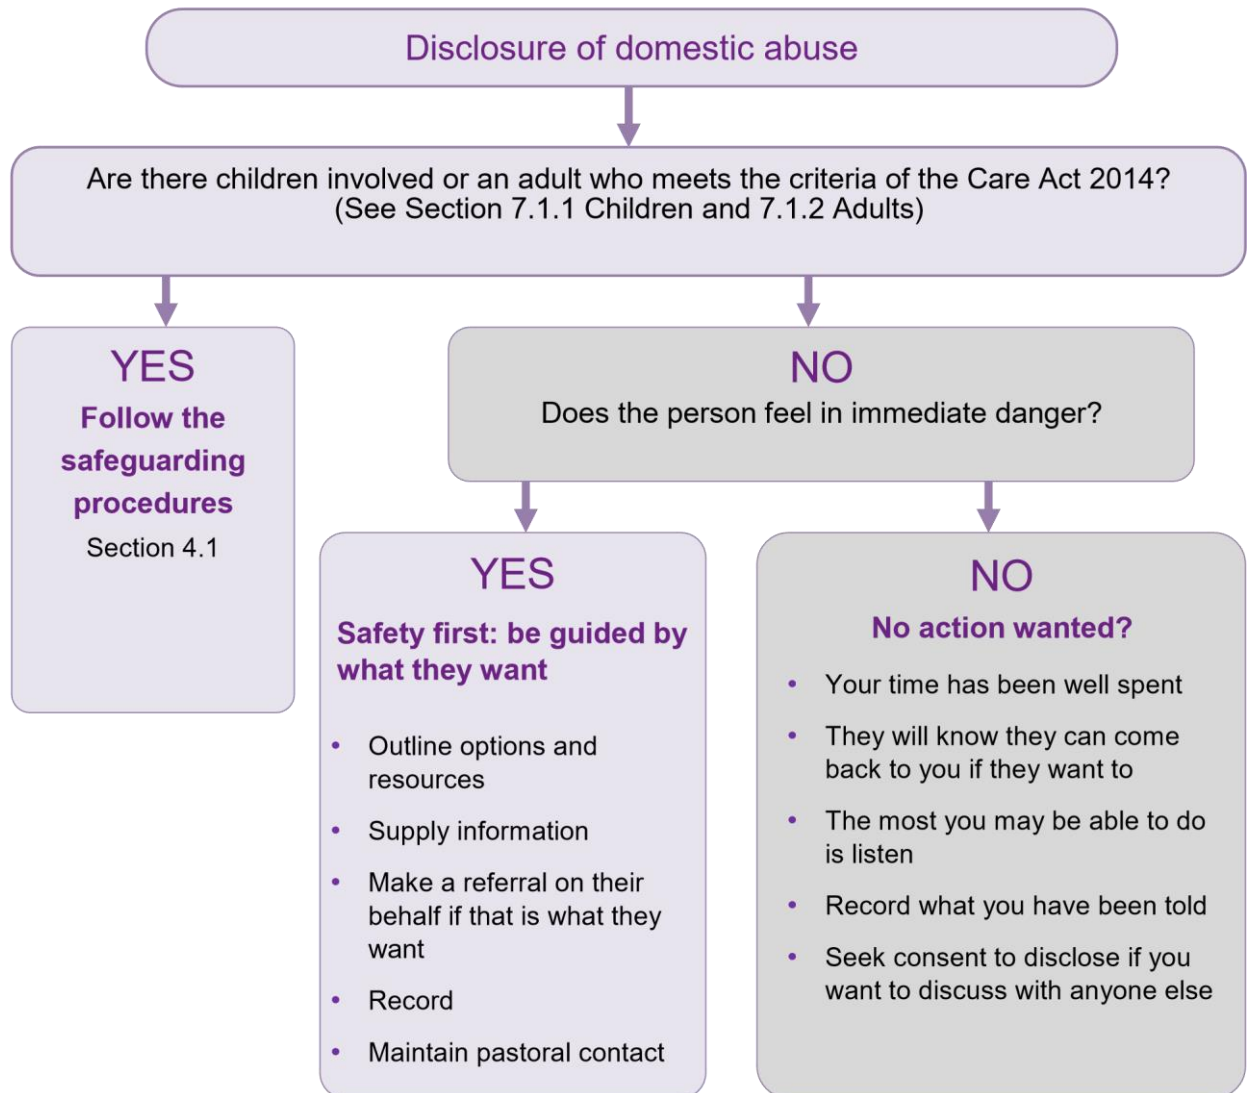 Disclosure of domestic abuse
Are there children involved or an adult who meets the criteria of the Care Act 2014?
(See Section 7.1.1 Children and 7.1.2 Adults)
YES
Follow the
safeguarding
procedures
Section 4.1
NO
Does the person feel in immediate danger?
YES
Safety first: be guided by
what they want
• Outline options and
resources
• Supply information
• Make a referral on their
behalf if that is what they
want
• Record
• Maintain pastoral contact
NO
No action wanted?
• Your time has been well spent
• They will know they can come
back to you if they want to
• The most you may be able to do
is listen
• Record what you have been told
• Seek consent to disclose if you
want to discuss with anyone else